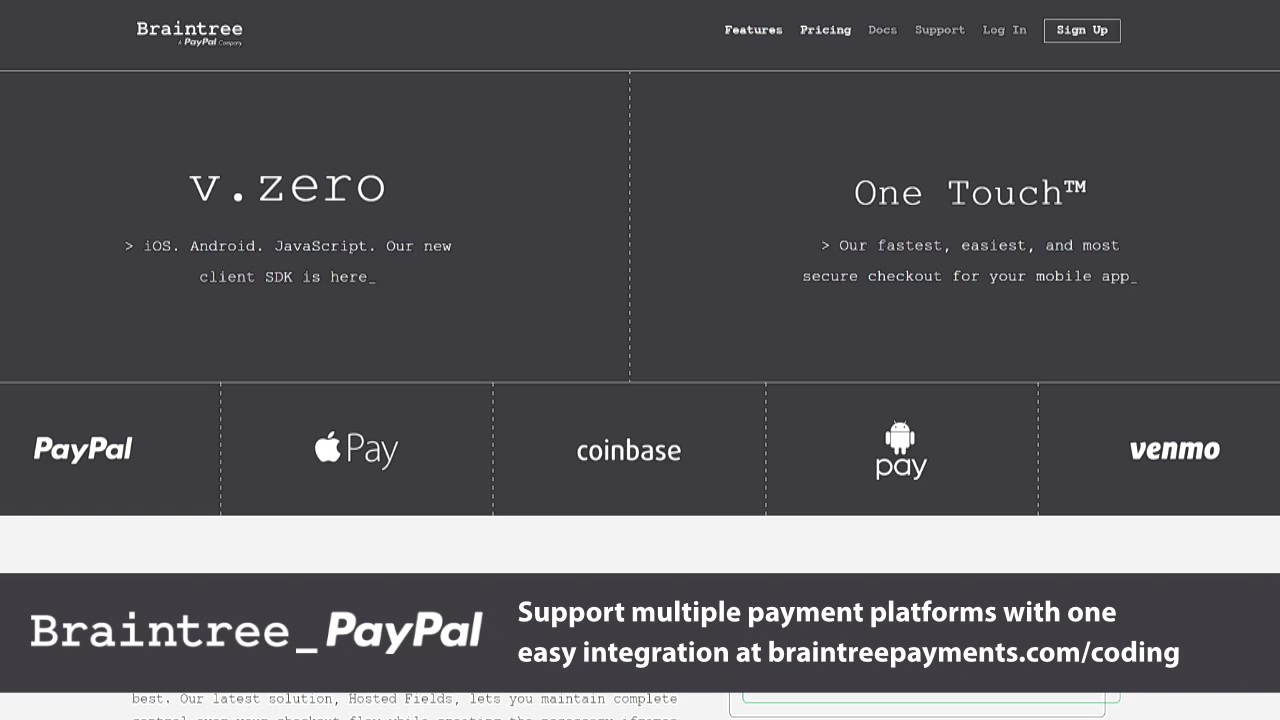 Braintree
A PayPal Company
Features Pricing Docs Support Log In Sign Up
v.zero
> iOS. Android. JavaScript. Our new
client SDK is here_
One Touch™
> Our fastest, easiest, and most
secure checkout for your mobile app_
PayPal
Pay
coinbase
pay
venmo
Braintree_PayPal
Support multiple payment platforms with one
easy integration at braintreepayments.com/coding
best. Our latest solution, Hosted Fields, lets you maintain complete